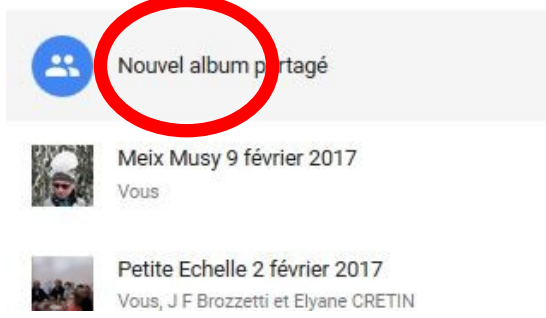 Nouvel album partagé
Meix Musy 9 février 2017
Vous
Petite Echelle 2 février 2017
Vous, J F Brozzetti et Elyane CRETIN